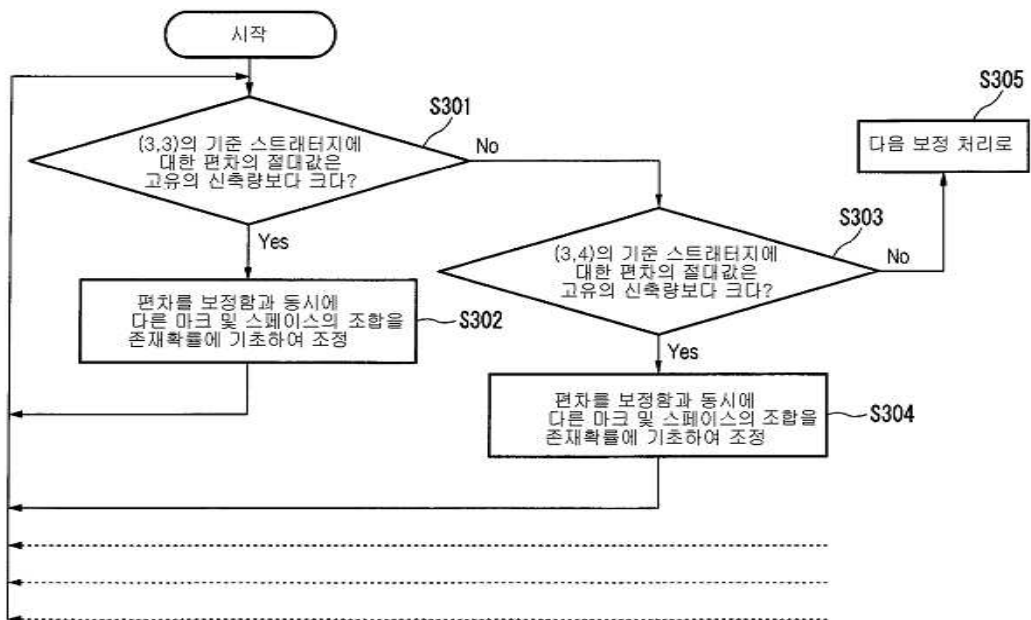 시작
S301
(3,3)의 기준 스트래터지에
대한 편차의 절대값은
고유의 신축량보다 크다?
No
Yes
편차를 보정함과 동시에
다른 마크 및 스페이스의 조합을
존재확률에 기초하여 조정
S302
S303
(3,4)의 기준 스트래터지에
대한 편차의 절대값은
고유의 신축량보다 크다?
No
Yes
S305
다음 보정 처리로
편차를 보정함과 동시에
다른 마크 및 스페이스의 조합을
존재확률에 기초하여 조정
S304